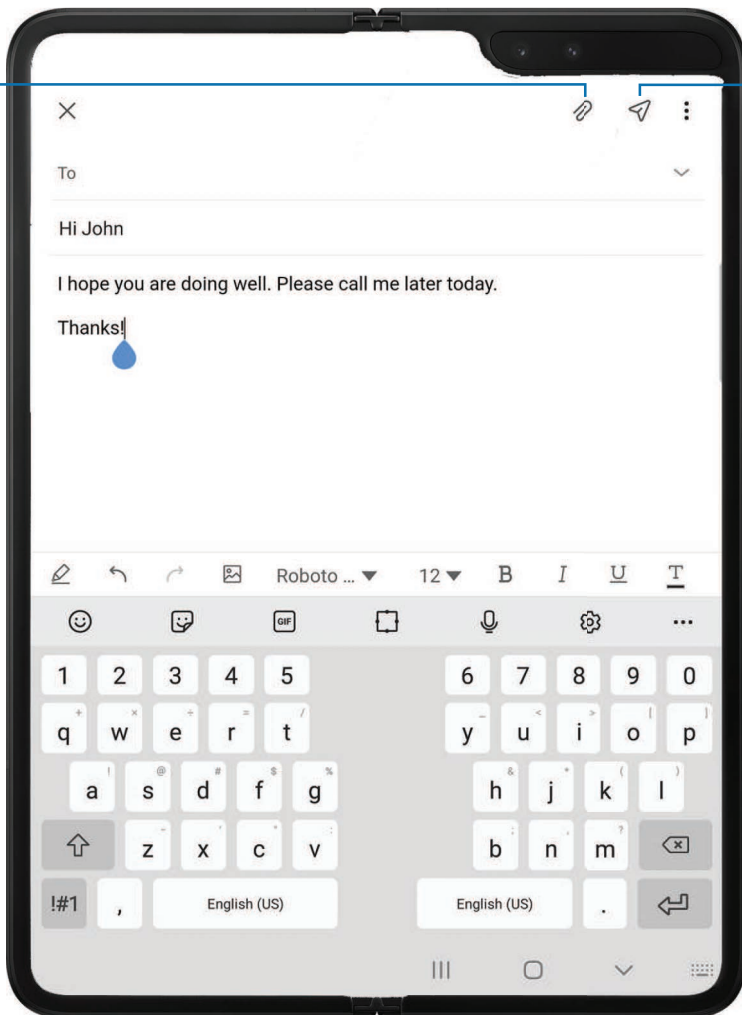 To
Hi John
I hope you are doing well. Please call me later today.
Thanks!
Roboto ... 12 B I U T
GIF
1 2 3 4 5 6 7 8 9 0
q w e r t y u i o p
a s d f g h j k l
z x c v b n m
!#1 , English (US) English (US) .